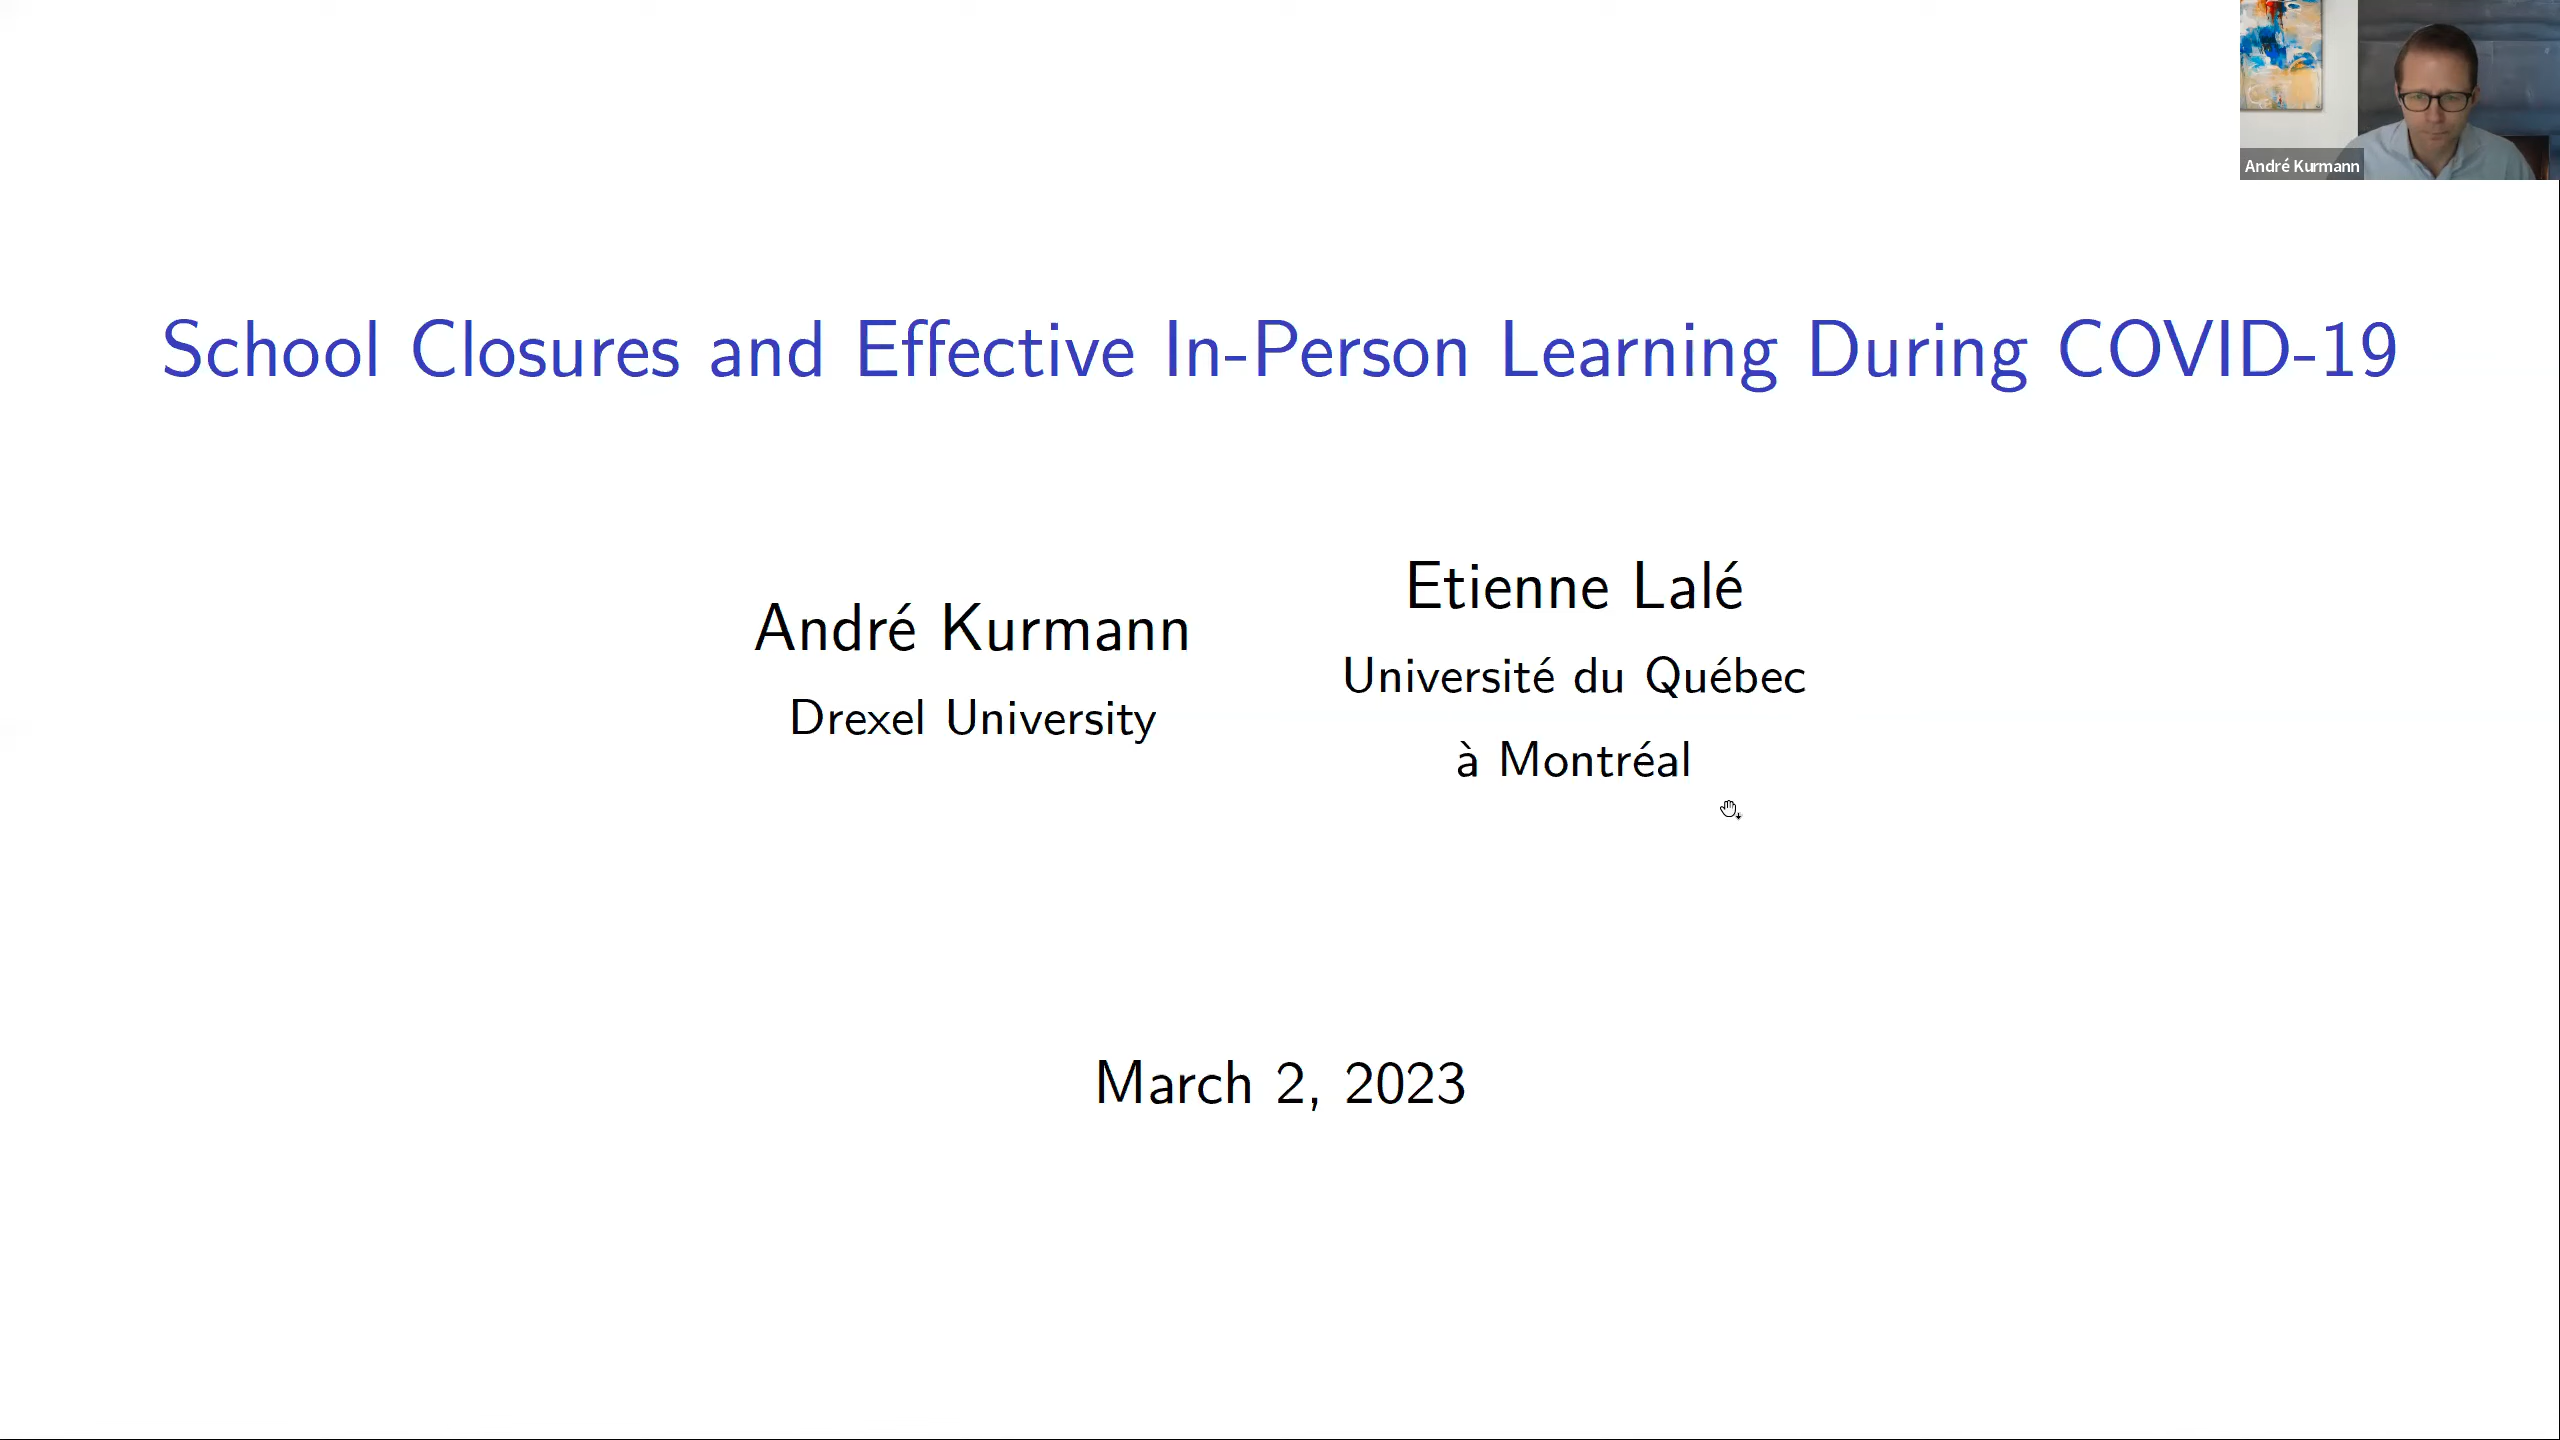 André Kurmann
School Closures and Effective In-Person Learning During COVID-19
André Kurmann
Drexel University
Etienne Lalé
Université du Québec
à Montréal
March 2, 2023